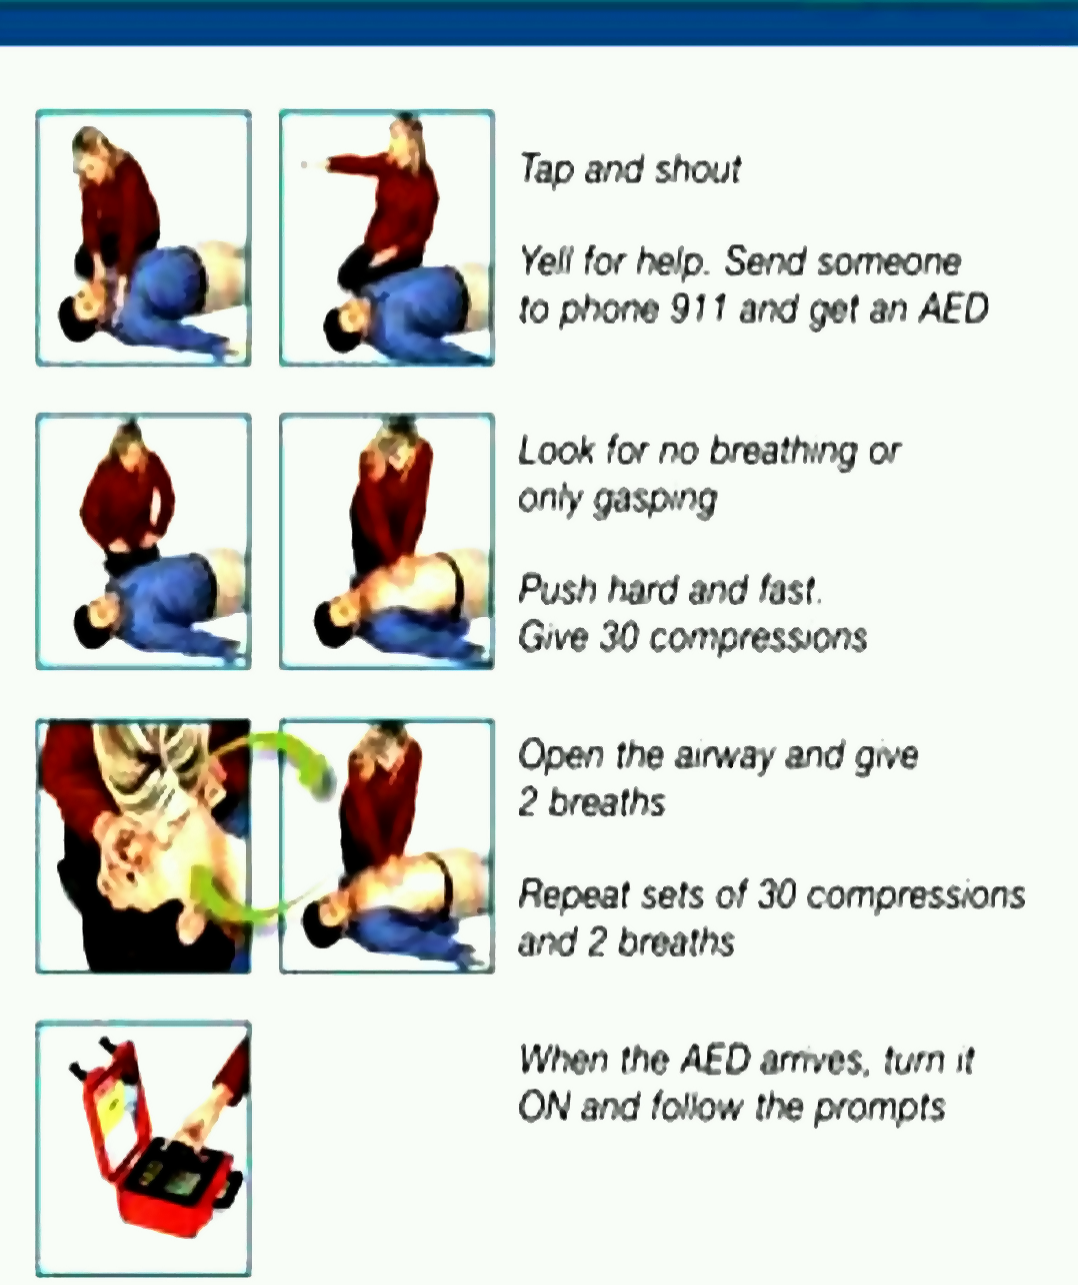 Tap and shout
Yell for help. Send someone
to phone 911 and get an AED
Look for no breathing or
only gasping
Push hard and fast.
Give 30 compressions
Open the airway and give
2 breaths
Repeat sets of 30 compressions
and 2 breaths
When the AED arrives, turn it
ON and follow the prompts